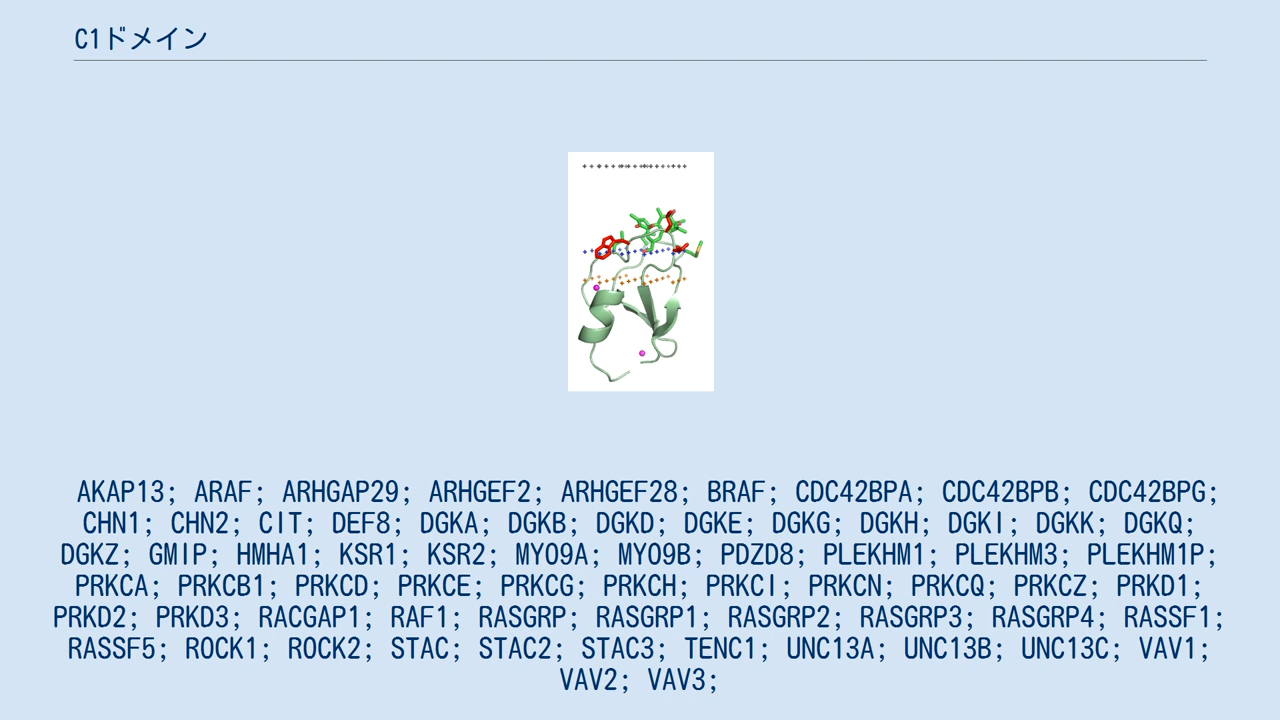 C1ドメイン
AKAP13; ARAF; ARHGAP29; ARHGEF2; ARHGEF28; BRAF; CDC42BPA; CDC42BPB; CDC42BPG;
CHN1; CHN2; CIT; DEF8; DGKA; DGKB; DGKD; DGKE; DGKG; DGKH; DGKI; DGKK; DGKQ;
DGKZ; GMIP; HMHA1; KSR1; KSR2; MYO9A; MYO9B; PDZD8; PLEKHM1; PLEKHM3; PLEKHM1P;
PRKCA; PRKCB1; PRKCD; PRKCE; PRKCG; PRKCH; PRKCI; PRKCN; PRKCQ; PRKCZ; PRKD1;
PRKD2; PRKD3; RACGAP1; RAF1; RASGRP; RASGRP1; RASGRP2; RASGRP3; RASGRP4; RASSF1;
RASSF5; ROCK1; ROCK2; STAC; STAC2; STAC3; TENC1; UNC13A; UNC13B; UNC13C; VAV1;
VAV2; VAV3;